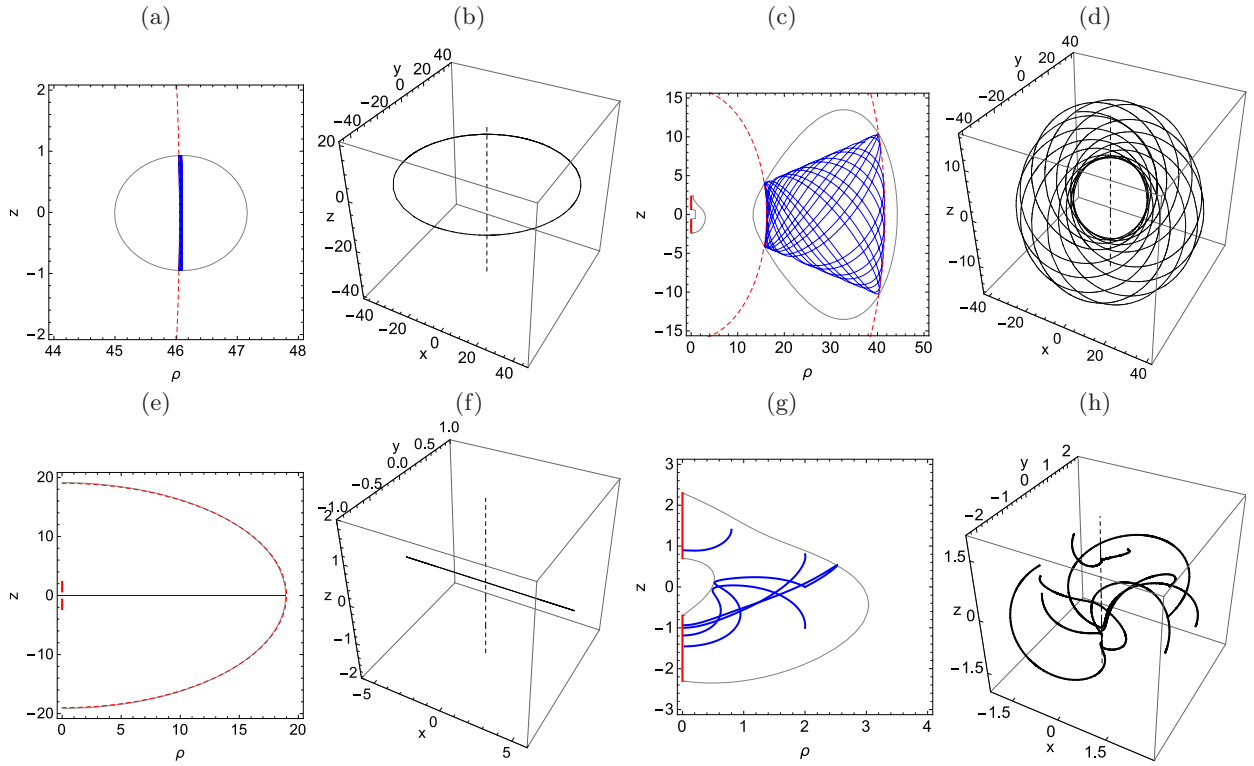 (a) (b) (c) (d)
2
1
0
−1
−2
z
44 45 46 47 48
ρ
40
20
0
−20
−40
y
20
0
z
−20
−40
−40
−20
0
20
40
x
15
10
5
0
−5
−10
−15
z
0 10 20 30 40 50
ρ
40
20
0
−20
−40
y
10
0
z
−10
−40
−20
0
20
40
x
(e) (f) (g) (h)
20
10
0
−10
−20
z
0 5 10 15 20
ρ
1.0
0.5
0.0
−0.5
−1.0
y
2
1
0
z
−1
−2
−5
0
5
x
3
2
1
0
−1
−2
−3
z
0 1 2 3 4
ρ
2
1
0
−1
−2
y
1.5
0
z
−1.5
−1.5
0
1.5
x